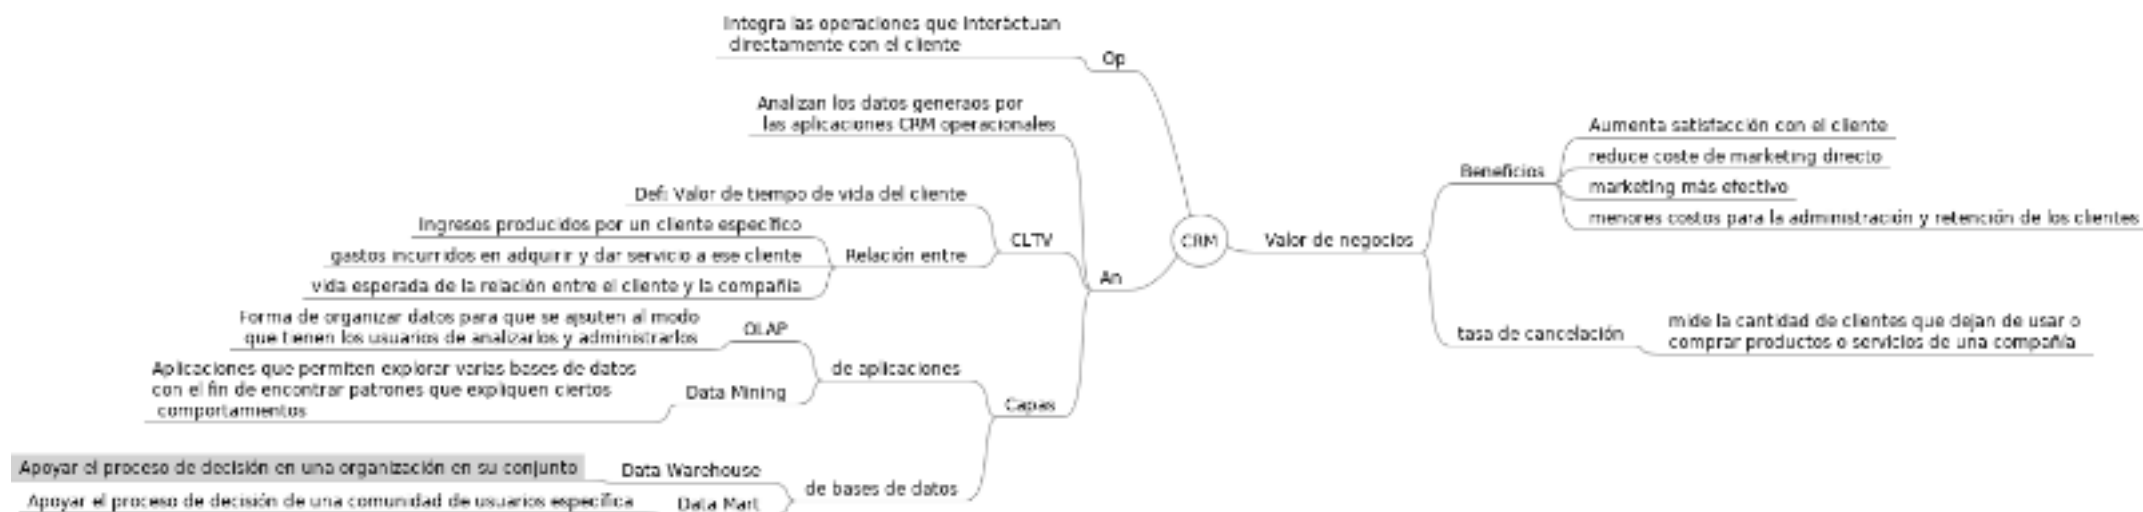 Integra las operaciones que interáctuan
directamente con el cliente
Op
Analizan los datos generaos por
las aplicaciones CRM operacionales
Defi: Valor de tiempo de vida del cliente
Ingresos producidos por un cliente específico
gastos incurridos en adquirir y dar servicio a ese cliente
vida esperada de la relación entre el cliente y la compañia
Relación entre
CLTV
An
Forma de organizar datos para que se ajsuten al modo
que tienen los usuarios de analizarlos y administrarlos
OLAP
Aplicaciones que permiten explorar varias bases de datos
con el fin de encontrar patrones que expliquen ciertos
comportamientos
Data Mining
de aplicaciones
Capas
Apoyar el proceso de decisión en una organización en su conjunto
Data Warehouse
Apoyar el proceso de decisión de una comunidad de usuarios específica
Data Mart
de bases de datos
CRM
Valor de negocios
Beneficios
Aumenta satisfacción con el cliente
reduce coste de marketing directo
marketing más efectivo
menores costos para la administración y retención de los clientes
tasa de cancelación
mide la cantidad de clientes que dejan de usar o
comprar productos o servicios de una compañía